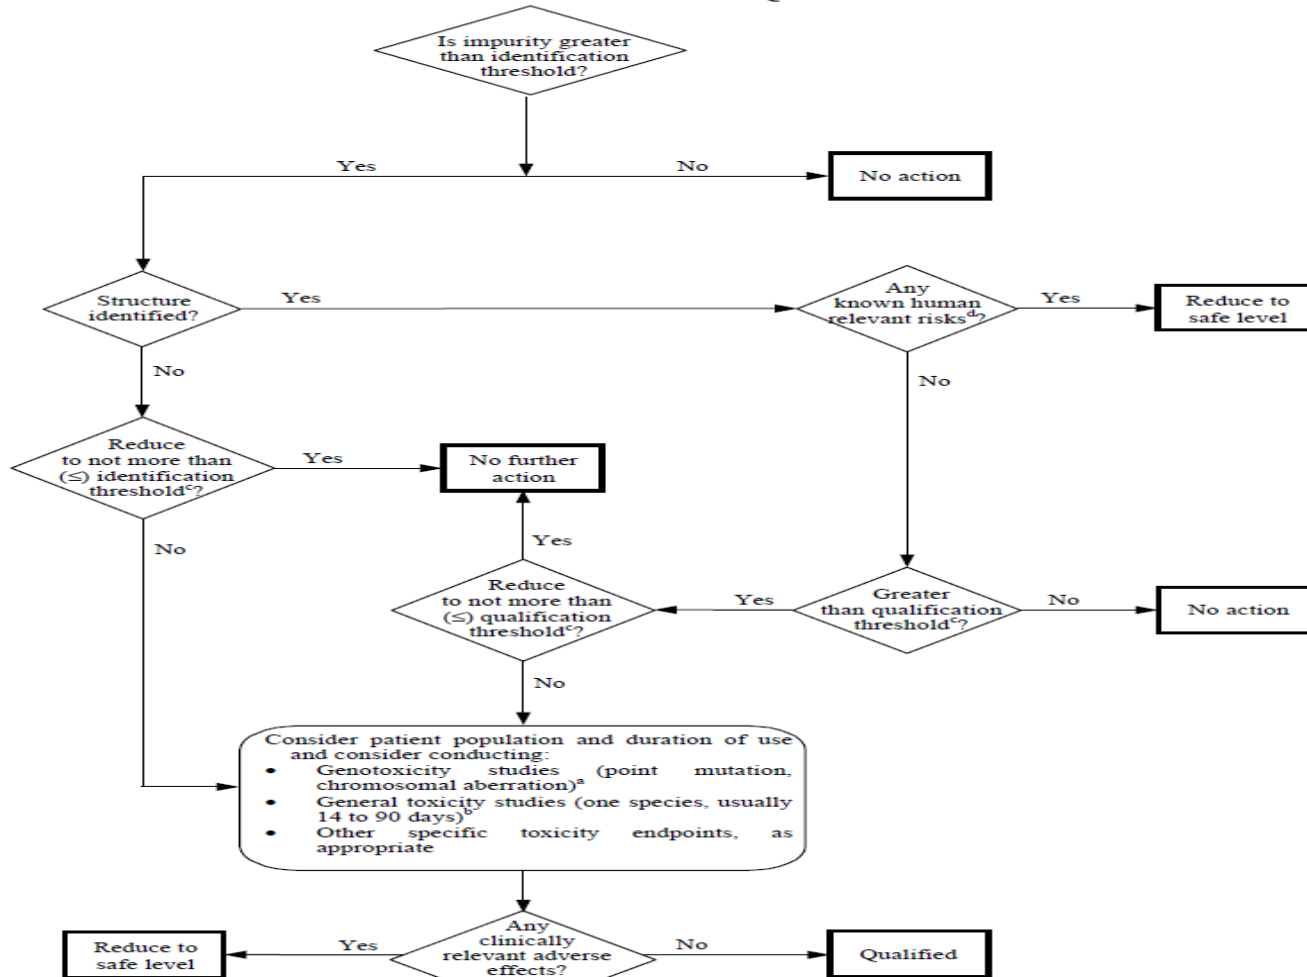 Is impurity greater
than identification
threshold?
Yes
No
No action
Structure
identified?
Yes
Any
known human
relevant risksᵈ?
Yes
Reduce to
safe level
No
No
Reduce
to not more than
(≤) identification
thresholdᶜ?
Yes
No further
action
No
Yes
Reduce
to not more than
(≤) qualification
thresholdᶜ?
Yes
Greater
than qualification
thresholdᶜ?
No
No action
No
Consider patient population and duration of use
and consider conducting:
• Genotoxicity studies (point mutation,
chromosomal aberration)ᵃ
• General toxicity studies (one species, usually
14 to 90 days)ᵇ
• Other specific toxicity endpoints, as
appropriate
Reduce to
safe level
Yes
Any
clinically
relevant adverse
effects?
No
Qualified